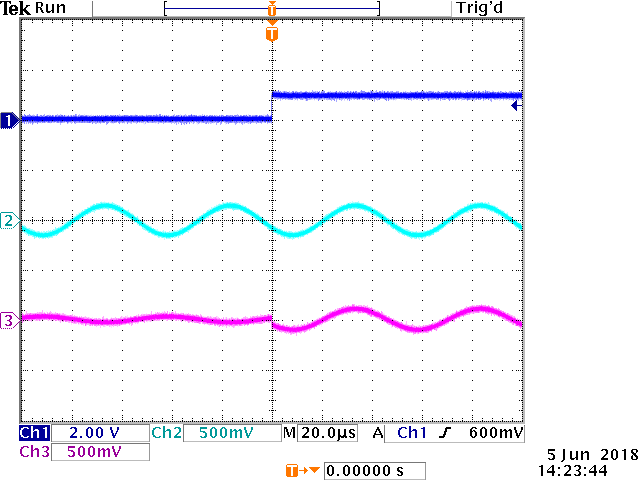 Tek Run Trig'd
T
T
1
2
3
Ch1 2.00 V Ch2 500mV M 20.0µs A Ch1 600mV
Ch3 500mV
T 0.00000 s
5 Jun 2018
14:23:44